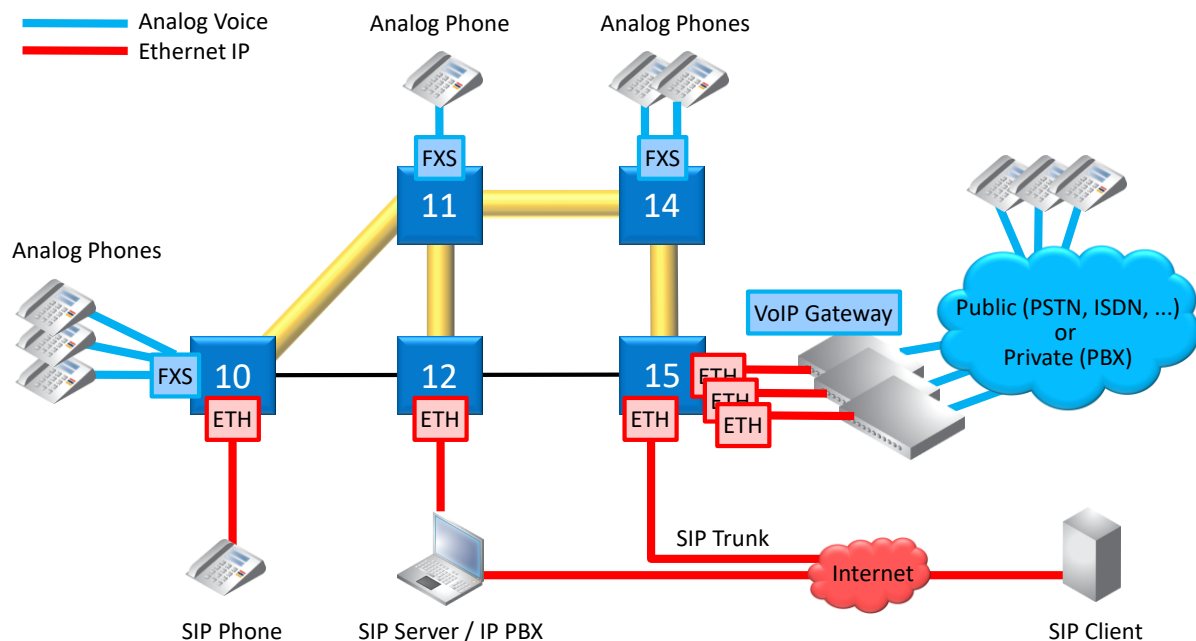 Analog Voice
Ethernet IP
Analog Phone
Analog Phones
FXS
FXS
11
14
Analog Phones
VoIP Gateway
Public (PSTN, ISDN, ...)
or
Private (PBX)
FXS
10
12
15
ETH
ETH
ETH
ETH
ETH
ETH
SIP Trunk
Internet
SIP Phone
SIP Server / IP PBX
SIP Client